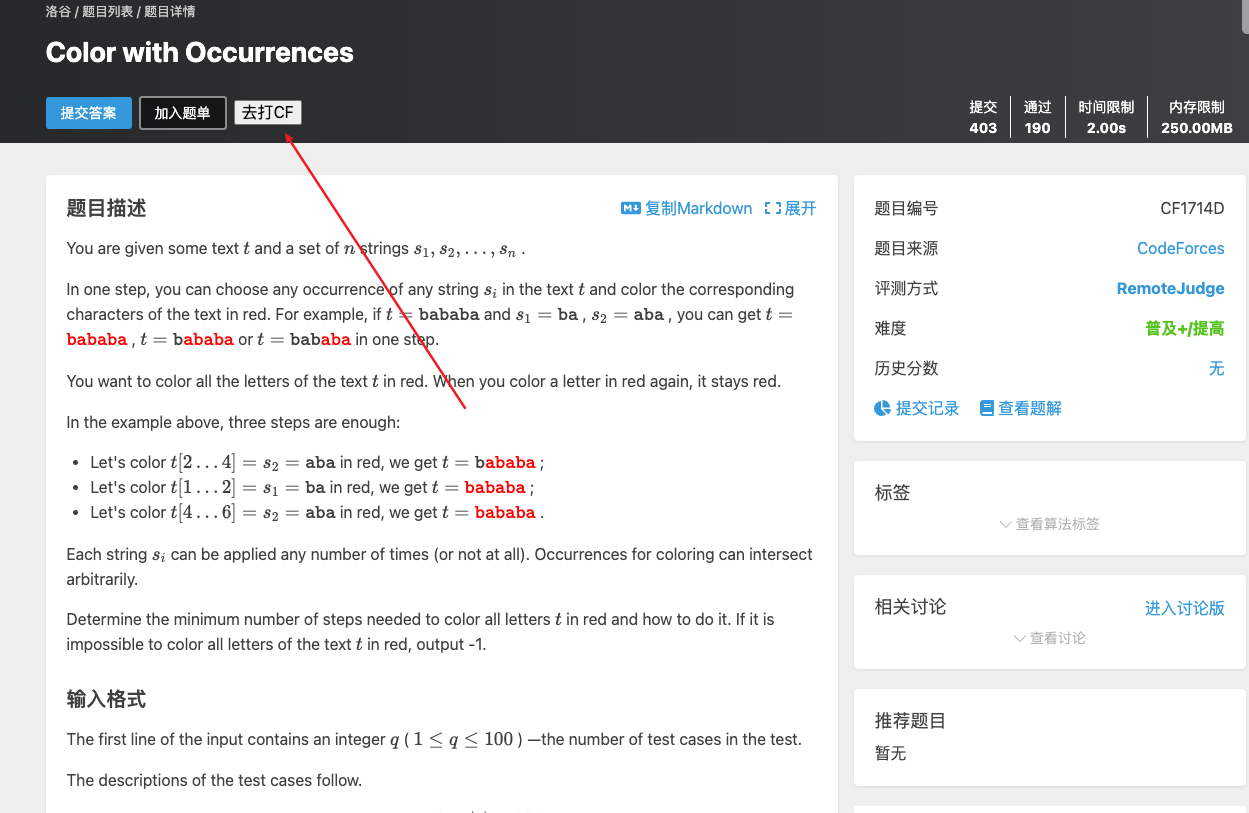 洛谷 / 题目列表 / 题目详情
Color with Occurrences
提交答案 加入题单 去打CF
提交 通过 时间限制 内存限制
403 190 2.00s 250.00MB
题目描述 复制Markdown 展开
You are given some text t and a set of n strings s₁, s₂, . . . , sₙ .
In one step, you can choose any occurrence of any string sᵢ in the text t and color the corresponding
characters of the text in red. For example, if t = bababa and s₁ = ba , s₂ = aba , you can get t =
bababa , t = bababa or t = bababa in one step.
You want to color all the letters of the text t in red. When you color a letter in red again, it stays red.
In the example above, three steps are enough:
• Let's color t[2 . . . 4] = s₂ = aba in red, we get t = bababa ;
• Let's color t[1 . . . 2] = s₁ = ba in red, we get t = bababa ;
• Let's color t[4 . . . 6] = s₂ = aba in red, we get t = bababa .
Each string sᵢ can be applied any number of times (or not at all). Occurrences for coloring can intersect
arbitrarily.
Determine the minimum number of steps needed to color all letters t in red and how to do it. If it is
impossible to color all letters of the text t in red, output -1.
输入格式
The first line of the input contains an integer q ( 1 ≤ q ≤ 100 ) —the number of test cases in the test.
The descriptions of the test cases follow.
题目编号 CF1714D
题目来源 CodeForces
评测方式 RemoteJudge
难度 普及+/提高
历史分数 无
提交记录 查看题解
标签
查看算法标签
相关讨论 进入讨论版
查看讨论
推荐题目
暂无